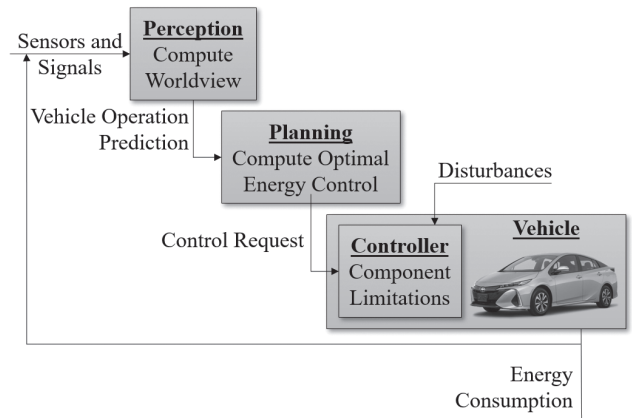 Sensors and
Signals
Perception
Compute
Worldview
Vehicle Operation
Prediction
Planning
Compute Optimal
Energy Control
Disturbances
Control Request
Controller
Component
Limitations
Vehicle
Energy
Consumption